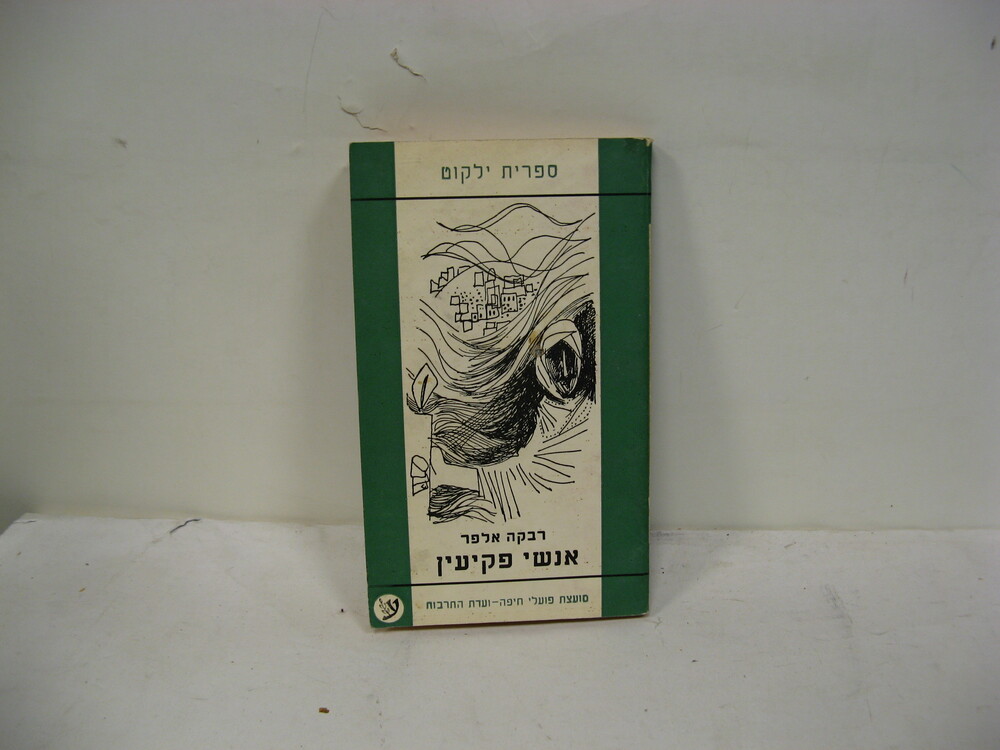 ספרית ילקוט
רבקה אלפר
אנשי פקיעין
מועצת פועלי חיפה-ועדת התרבות